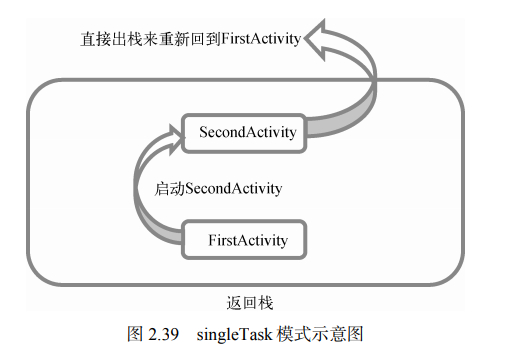 直接出栈来重新回到FirstActivity
SecondActivity
启动SecondActivity
FirstActivity
返回栈
图 2.39 singleTask 模式示意图